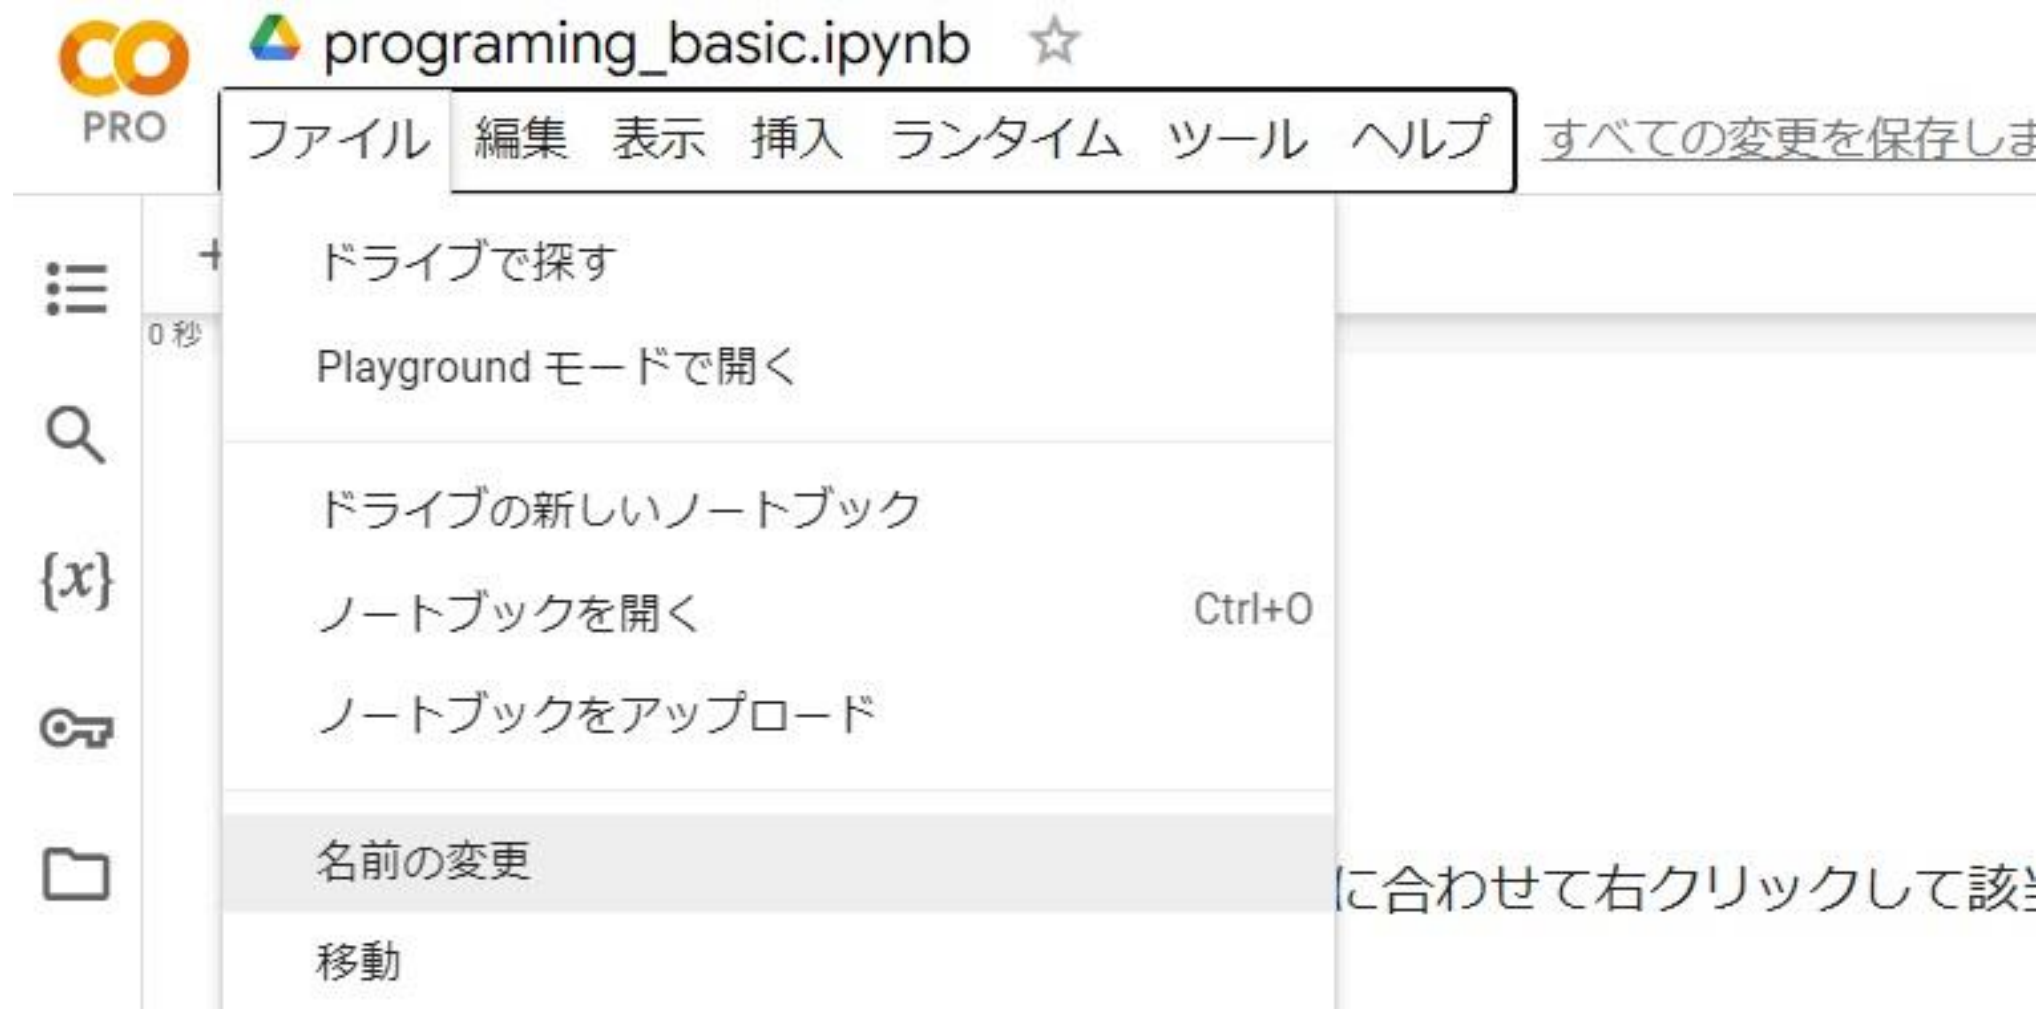 CO programing_basic.ipynb
PRO
ファイル 編集 表示 挿入 ランタイム ツール ヘルプ すべての変更を保存しま
+
0 秒
ドライブで探す
Playground モードで開く
ドライブの新しいノートブック
{x}
ノートブックを開く Ctrl+O
ノートブックをアップロード
名前の変更
に合わせて右クリックして該
移動